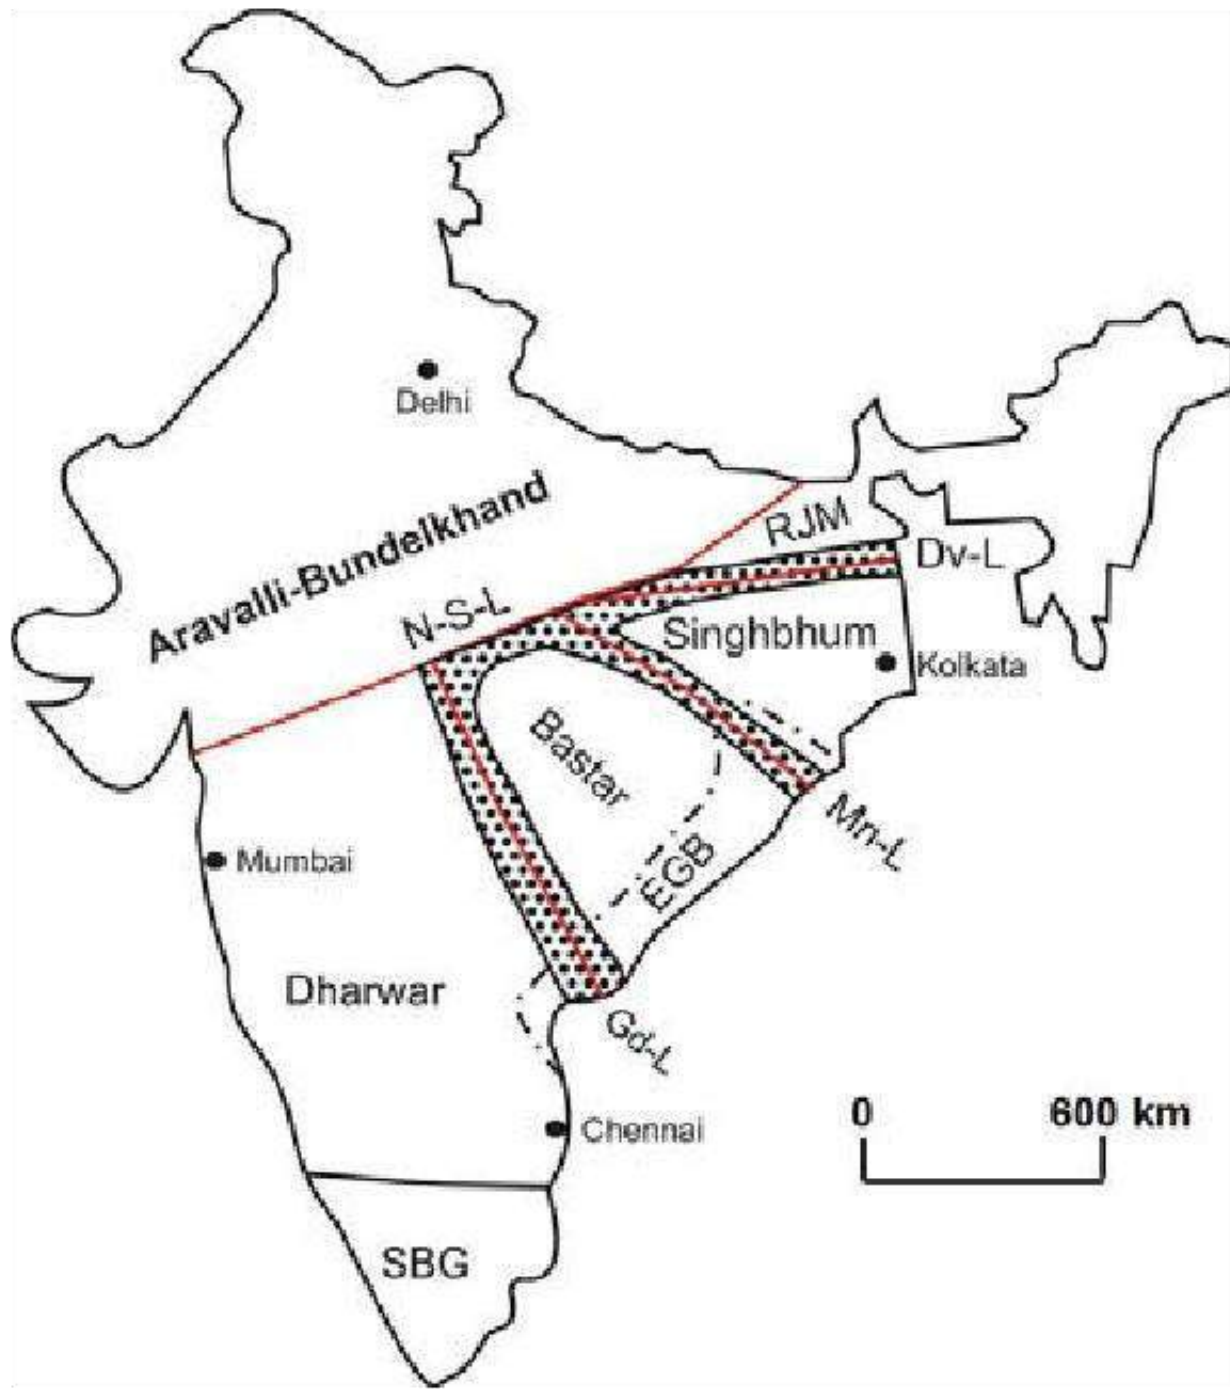 Delhi
Aravalli-Bundelkhand
RJM
Dv-L
N-S-L
Singhbhum
Kolkata
Bastar
Mn-L
EGB
Mumbai
Dharwar
Gd-L
Chennai
0 600 km
SBG